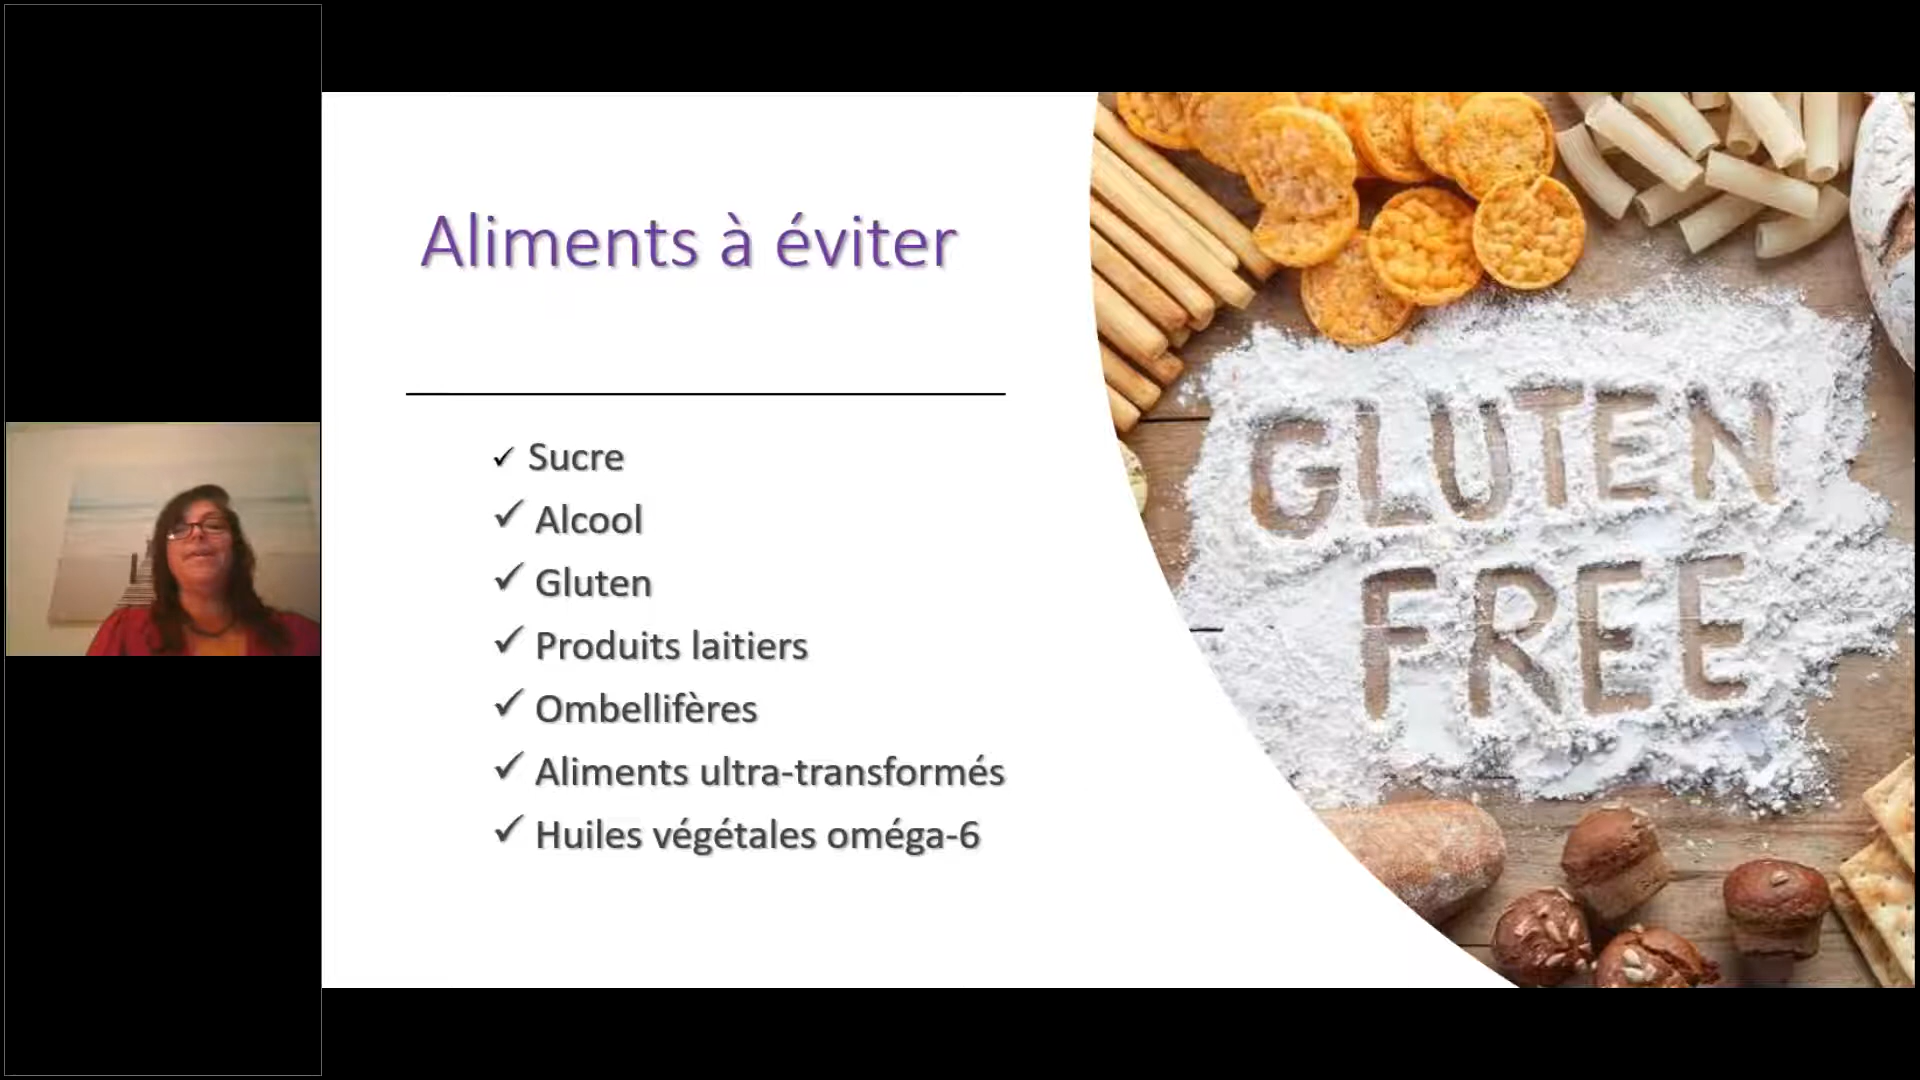 Aliments à éviter
✓ Sucre
✓ Alcool
✓ Gluten
✓ Produits laitiers
✓ Ombellifères
✓ Aliments ultra-transformés
✓ Huiles végétales oméga-6
GLUTEN
FREE